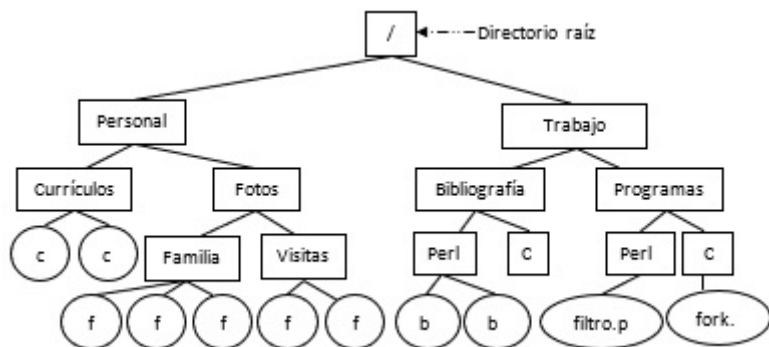 /
Directorio raíz
Personal
Trabajo
Currículos
Fotos
Bibliografía
Programas
c
c
Familia
Visitas
Perl
C
Perl
C
f
f
f
f
f
b
b
filtro.p
fork.